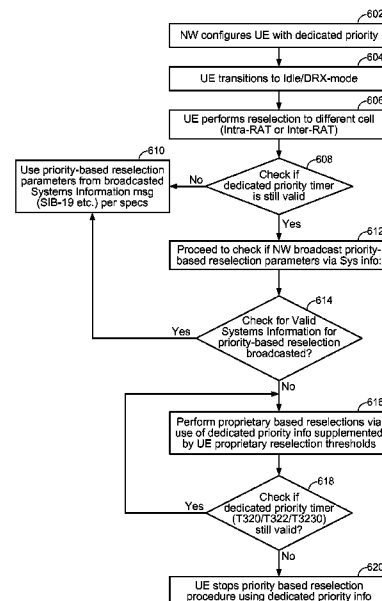 602
NW configures UE with dedicated priority
604
UE transitions to Idle/DRX-mode
606
UE performs reselection to different cell
(Intra-RAT or Inter-RAT)
608
Check if
dedicated priority timer
is still valid
No
Yes
610
Use priority-based reselection
parameters from broadcasted
Systems Information msg
(SIB-19 etc.) per specs
612
Proceed to check if NW broadcast priority-
based reselection parameters via Sys info:
614
Check for Valid
Systems Information for
priority-based reselection
broadcasted?
Yes
No
616
Perform proprietary based reselections via
use of dedicated priority info supplemented
by UE proprietary reselection thresholds
618
Check if
dedicated priority timer
(T320/T322/T3230)
still valid?
Yes
No
620
UE stops priority based reselection
procedure using dedicated priority info